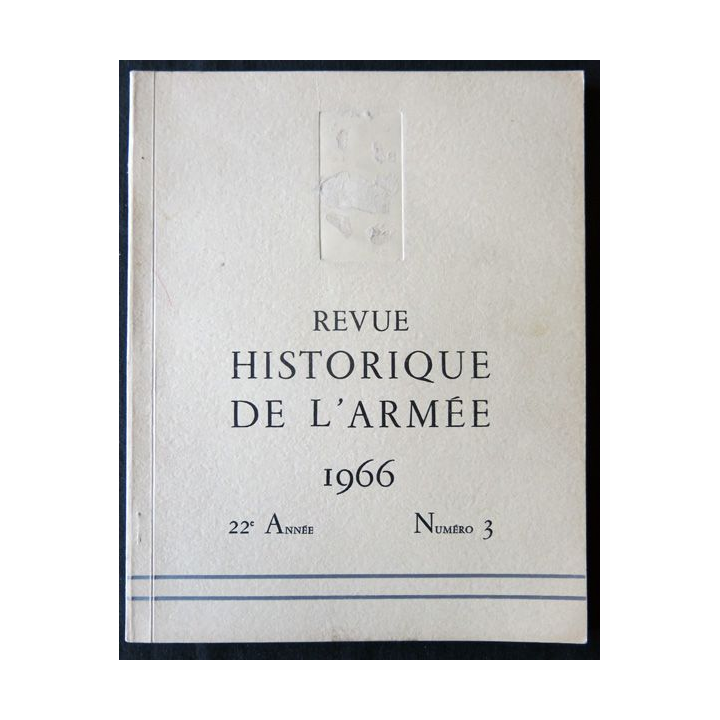 REVUE
HISTORIQUE
DE L'ARMÉE
1966
22e Année Numéro 3